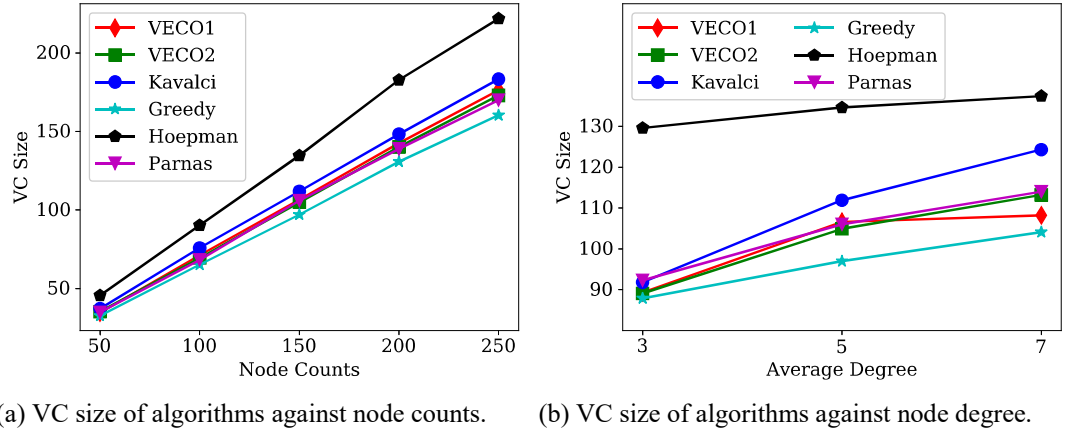 VECO1
VECO2
Kavalci
Greedy
Hoepman
Parnas
200
150
100
50
VC Size
50 100 150 200 250
Node Counts
(a) VC size of algorithms against node counts.
VECO1 Greedy
VECO2 Hoepman
Kavalci Parnas
130
120
110
100
90
VC Size
3 5 7
Average Degree
(b) VC size of algorithms against node degree.